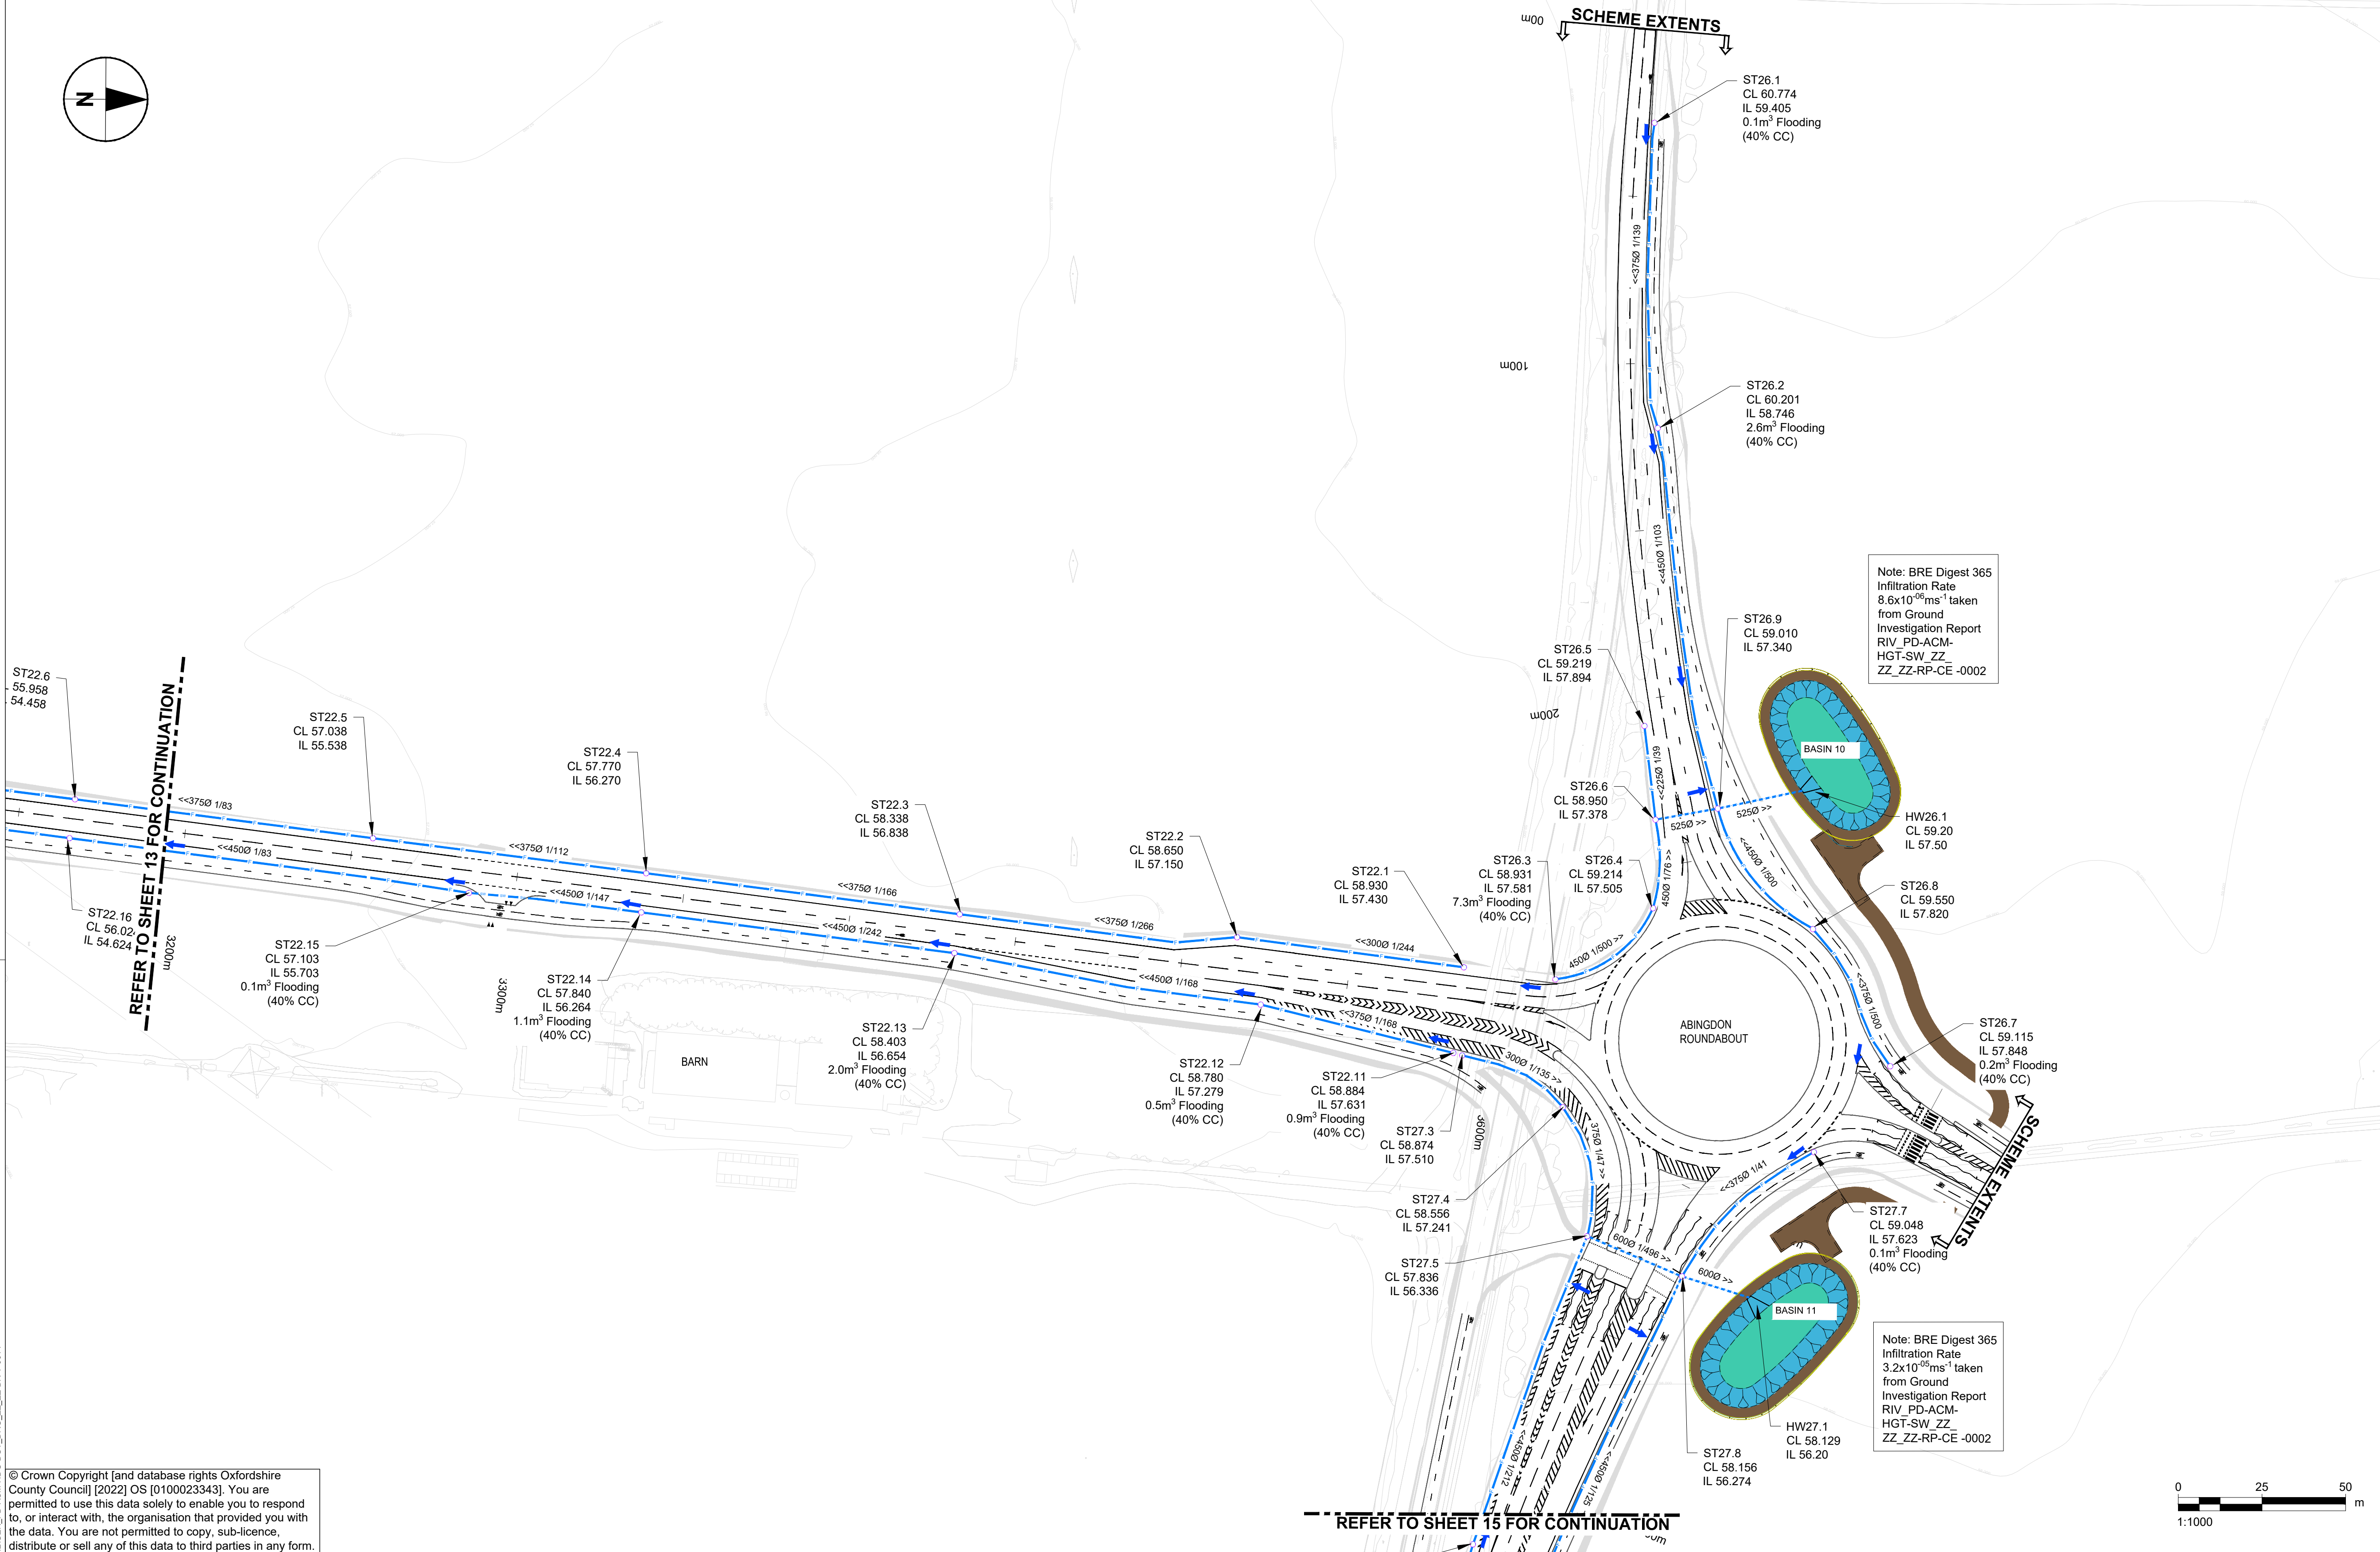 SCHEME EXTENTS
00m
N
ST26.1
CL 60.774
IL 59.405
0.1m³ Flooding
(40% CC)
<<375Ø 1/139
100m
ST26.2
CL 60.201
IL 58.746
2.6m³ Flooding
(40% CC)
<<450Ø 1/103
Note: BRE Digest 365
Infiltration Rate
8.6x10⁻⁰⁶ms⁻¹ taken
from Ground
Investigation Report
RIV_PD-ACM-
HGT-SW_ZZ_
ZZ_ZZ-RP-CE -0002
ST26.9
CL 59.010
IL 57.340
ST26.5
CL 59.219
IL 57.894
200m
<<225Ø 1/39
BASIN 10
ST26.6
CL 58.950
IL 57.378
525Ø >>
525Ø >>
HW26.1
CL 59.20
IL 57.50
ST22.6
55.958
54.458
REFER TO SHEET 13 FOR CONTINUATION
ST22.5
CL 57.038
IL 55.538
ST22.4
CL 57.770
IL 56.270
ST22.3
CL 58.338
IL 56.838
ST22.2
CL 58.650
IL 57.150
ST22.1
CL 58.930
IL 57.430
ST26.3
CL 58.931
IL 57.581
7.3m³ Flooding
(40% CC)
ST26.4
CL 59.214
IL 57.505
450Ø 1/76 >>
<<450Ø 1/500
ST26.8
CL 59.550
IL 57.820
<<375Ø 1/83
<<450Ø 1/83
<<375Ø 1/112
<<450Ø 1/147
<<375Ø 1/166
<<450Ø 1/242
<<375Ø 1/266
<<450Ø 1/168
<<300Ø 1/244
<<375Ø 1/168
450Ø 1/500 >>
300Ø 1/135 >>
<<375Ø 1/500
ST22.16
CL 56.02
IL 54.624
3200m
ST22.15
CL 57.103
IL 55.703
0.1m³ Flooding
(40% CC)
3300m
ST22.14
CL 57.840
IL 56.264
1.1m³ Flooding
(40% CC)
BARN
ST22.13
CL 58.403
IL 56.654
2.0m³ Flooding
(40% CC)
ST22.12
CL 58.780
IL 57.279
0.5m³ Flooding
(40% CC)
ST22.11
CL 58.884
IL 57.631
0.9m³ Flooding
(40% CC)
ST27.3
CL 58.874
IL 57.510
3600m
ABINGDON
ROUNDABOUT
ST26.7
CL 59.115
IL 57.848
0.2m³ Flooding
(40% CC)
SCHEME EXTENTS
375Ø 1/47 >>
<<375Ø 1/41
ST27.4
CL 58.556
IL 57.241
ST27.7
CL 59.048
IL 57.623
0.1m³ Flooding
(40% CC)
ST27.5
CL 57.836
IL 56.336
600Ø 1/496 >>
600Ø >>
BASIN 11
Note: BRE Digest 365
Infiltration Rate
3.2x10⁻⁰⁵ms⁻¹ taken
from Ground
Investigation Report
RIV_PD-ACM-
HGT-SW_ZZ_
ZZ_ZZ-RP-CE -0002
HW27.1
CL 58.129
IL 56.20
ST27.8
CL 58.156
IL 56.274
<<450Ø 1/212
<<450Ø 1/125
REFER TO SHEET 15 FOR CONTINUATION
© Crown Copyright [and database rights Oxfordshire
County Council] [2022] OS [0100023343]. You are
permitted to use this data solely to enable you to respond
to, or interact with, the organisation that provided you with
the data. You are not permitted to copy, sub-licence,
distribute or sell any of this data to third parties in any form.
0 25 50
m
1:1000